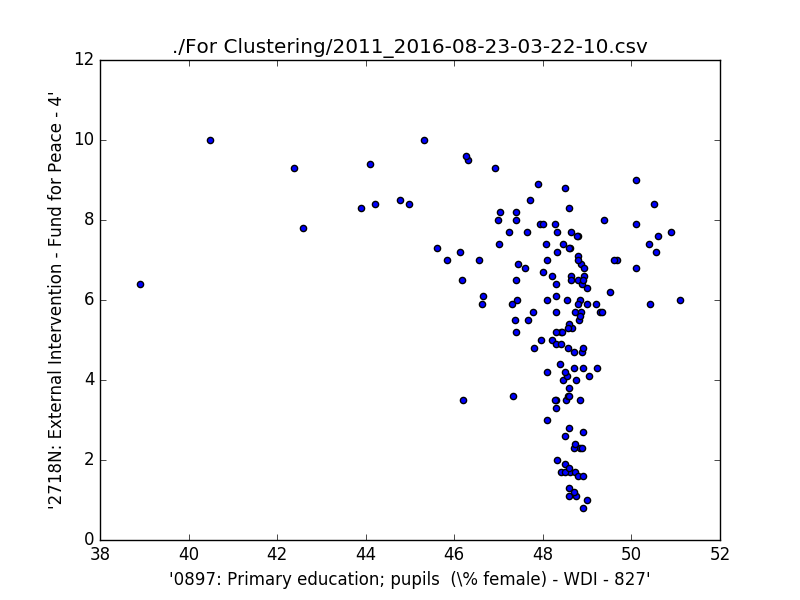 ./For Clustering/2011_2016-08-23-03-22-10.csv
'2718N: External Intervention - Fund for Peace - 4'
12
10
8
6
4
2
0
38 40 42 44 46 48 50 52
'0897: Primary education; pupils  (\% female) - WDI - 827'